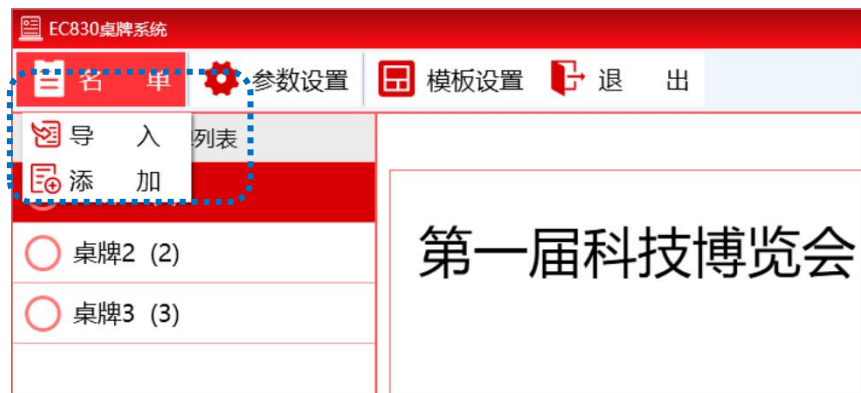 EC830桌牌系统
名 单 参数设置 模板设置 退 出
导 入
列表
添 加
桌牌2 (2)
桌牌3 (3)
第一届科技博览会